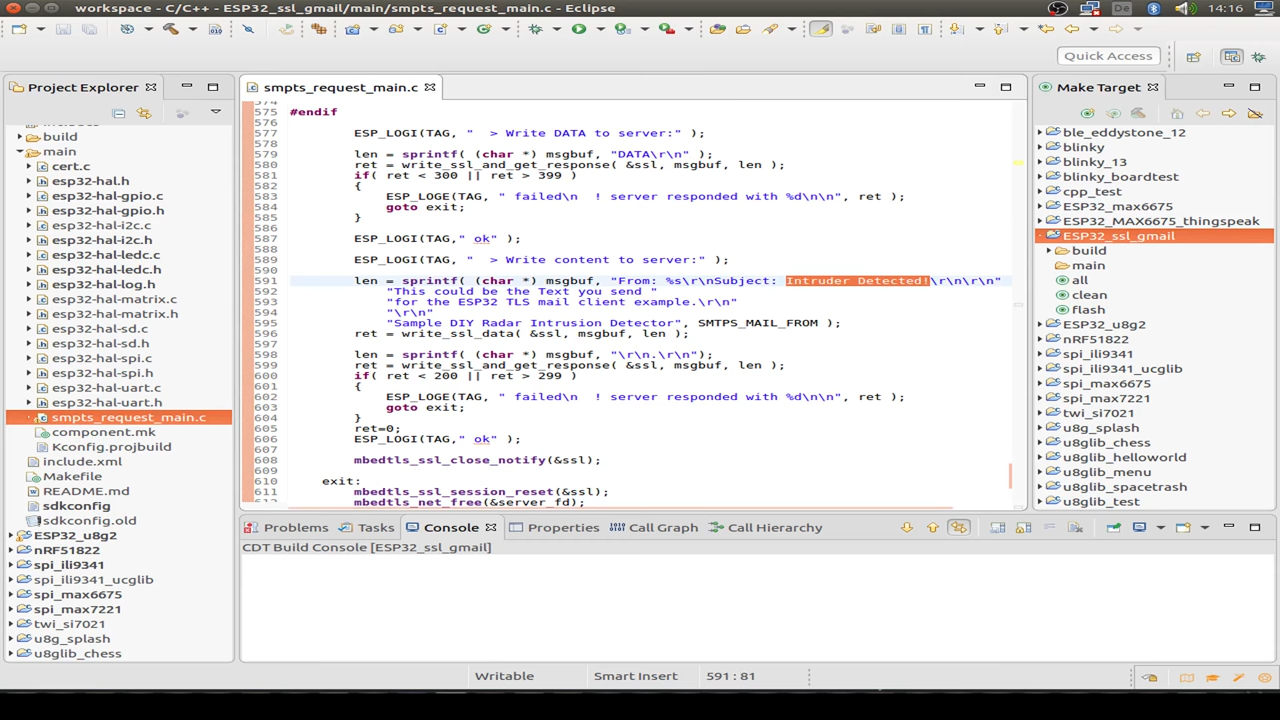 workspace - C/C++ - ESP32_ssl_gmail/main/smpts_request_main.c - Eclipse
De
14:16
Quick Access
Project Explorer
build
main
cert.c
esp32-hal.h
esp32-hal-gpio.c
esp32-hal-gpio.h
esp32-hal-i2c.c
esp32-hal-i2c.h
esp32-hal-ledc.c
esp32-hal-ledc.h
esp32-hal-log.h
esp32-hal-matrix.c
esp32-hal-matrix.h
esp32-hal-sd.c
esp32-hal-sd.h
esp32-hal-spi.c
esp32-hal-spi.h
esp32-hal-uart.c
esp32-hal-uart.h
smpts_request_main.c
component.mk
Kconfig.projbuild
include.xml
Makefile
README.md
sdkconfig
sdkconfig.old
ESP32_u8g2
nRF51822
spi_ili9341
spi_ili9341_ucglib
spi_max6675
spi_max7221
twi_si7021
u8g_splash
u8glib_chess
smpts_request_main.c
575 #endif
576
577 ESP_LOGI(TAG, "  > Write DATA to server:" );
578
579 len = sprintf( (char *) msgbuf, "DATA\r\n" );
580 ret = write_ssl_and_get_response( &ssl, msgbuf, len );
581 if( ret < 300 || ret > 399 )
582 {
583 ESP_LOGE(TAG, " failed\n  ! server responded with %d\n\n", ret );
584 goto exit;
585 }
586
587 ESP_LOGI(TAG," ok" );
588
589 ESP_LOGI(TAG, "  > Write content to server:" );
590
591 len = sprintf( (char *) msgbuf, "From: %s\r\nSubject: Intruder Detected!\r\n\r\n"
592 "This could be the Text you send "
593 "for the ESP32 TLS mail client example.\r\n"
594 "\r\n"
595 "Sample DIY Radar Intrusion Detector", SMTPS_MAIL_FROM );
596 ret = write_ssl_data( &ssl, msgbuf, len );
597
598 len = sprintf( (char *) msgbuf, "\r\n.\r\n");
599 ret = write_ssl_and_get_response( &ssl, msgbuf, len );
600 if( ret < 200 || ret > 299 )
601 {
602 ESP_LOGE(TAG, " failed\n  ! server responded with %d\n\n", ret );
603 goto exit;
604 }
605 ret=0;
606 ESP_LOGI(TAG," ok" );
607
608 mbedtls_ssl_close_notify(&ssl);
609
610 exit:
611 mbedtls_ssl_session_reset(&ssl);
612 mbedtls_net_free(&server_fd);
Make Target
ble_eddystone_12
blinky
blinky_13
blinky_boardtest
cpp_test
ESP32_max6675
ESP32_MAX6675_thingspeak
ESP32_ssl_gmail
build
main
all
clean
flash
ESP32_u8g2
nRF51822
spi_ili9341
spi_ili9341_ucglib
spi_max6675
spi_max7221
twi_si7021
u8g_splash
u8glib_chess
u8glib_helloworld
u8glib_menu
u8glib_spacetrash
u8glib_test
Problems Tasks Console Properties Call Graph Call Hierarchy
CDT Build Console [ESP32_ssl_gmail]
Writable Smart Insert 591 : 81